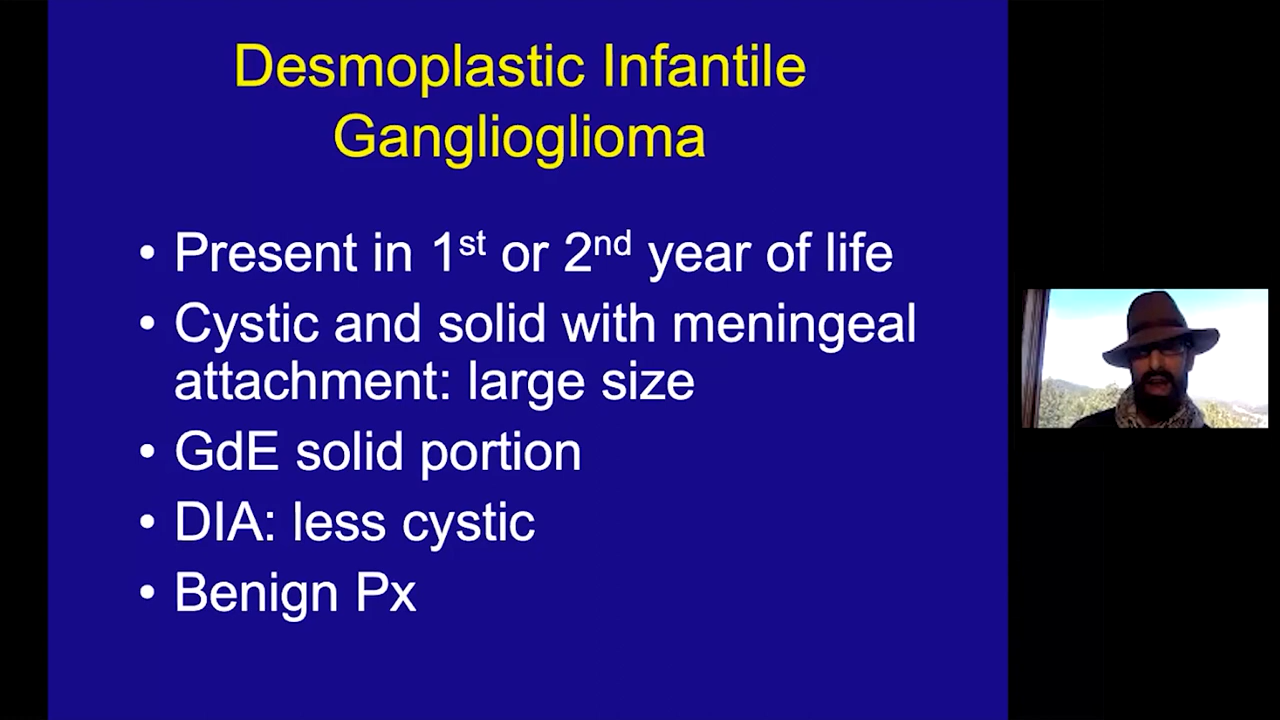 Desmoplastic Infantile
Ganglioglioma
• Present in 1st or 2nd year of life
• Cystic and solid with meningeal
attachment: large size
• GdE solid portion
• DIA: less cystic
• Benign Px